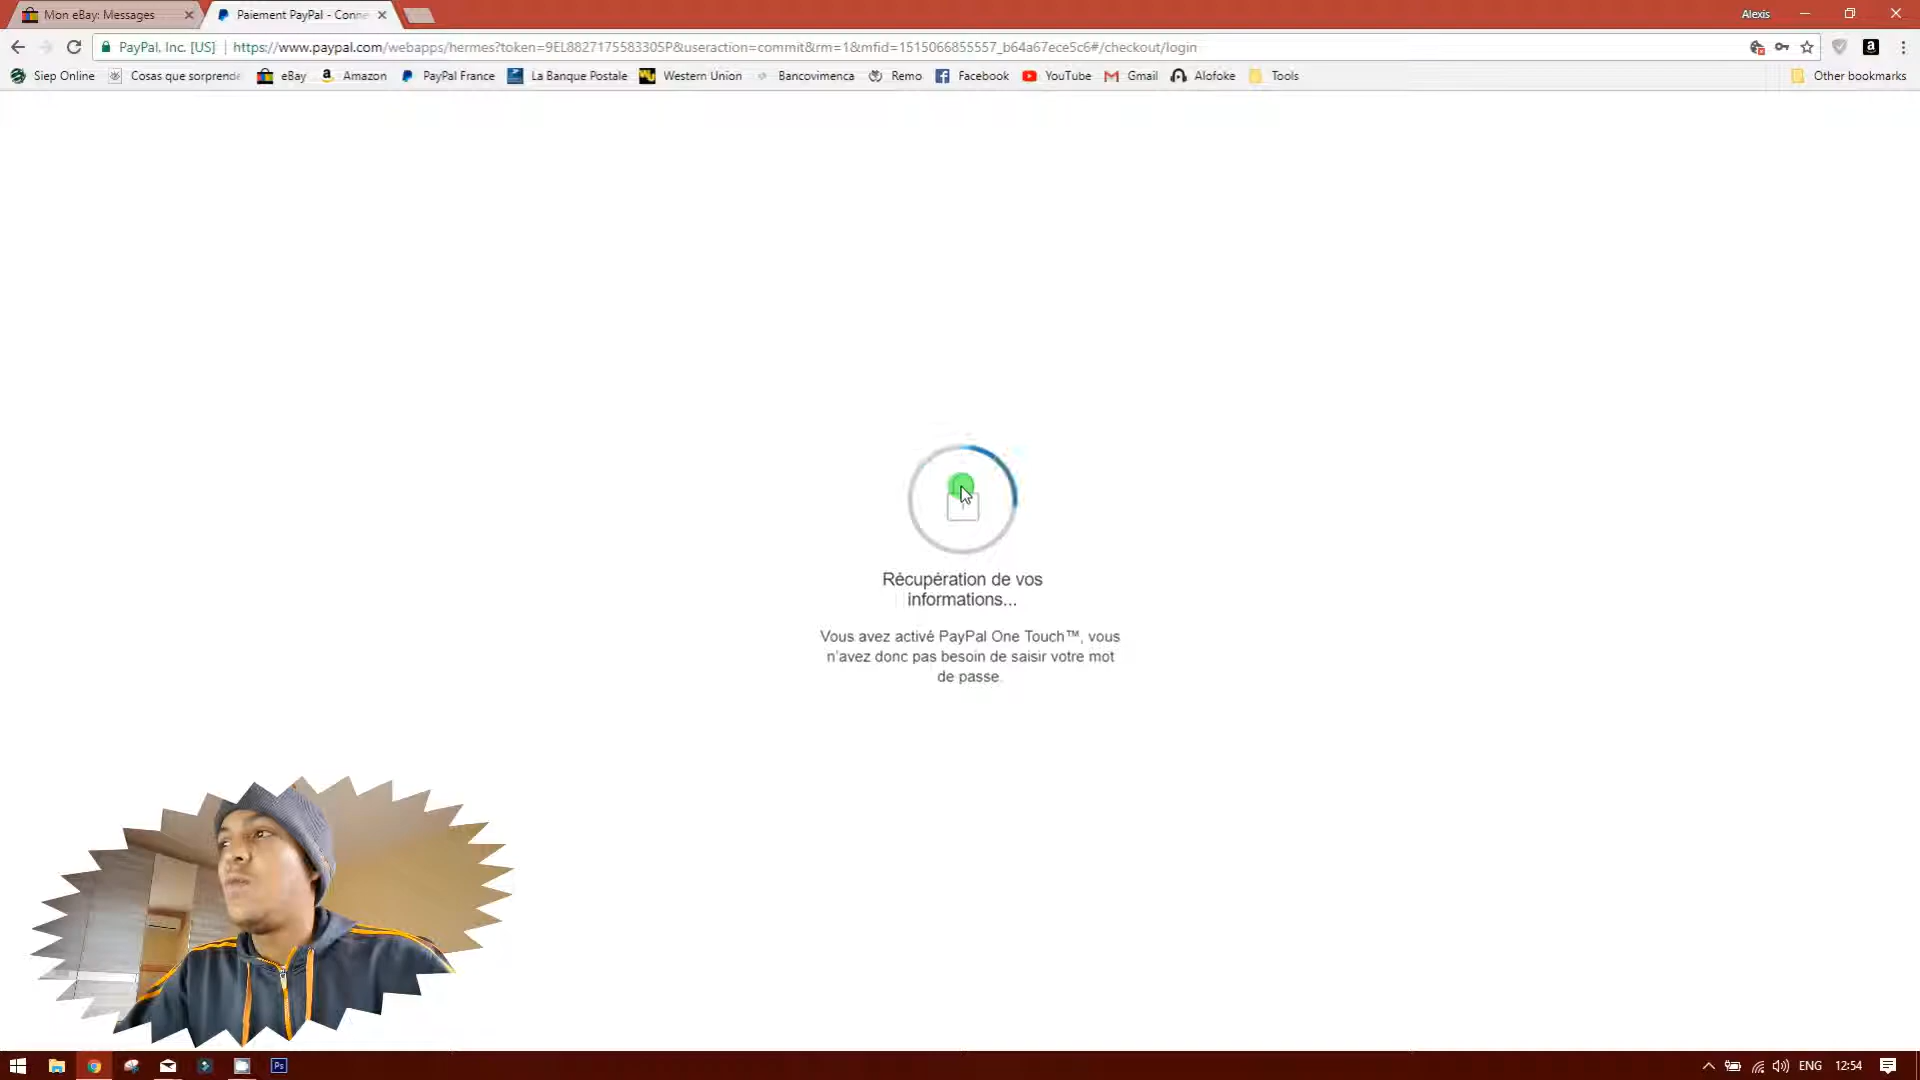 Mon eBay: Messages
Paiement PayPal - Conne
Alexis
PayPal, Inc. [US]
https://www.paypal.com/webapps/hermes?token=9EL8827175583305P&useraction=commit&rm=1&mfid=1515066855557_b64a67ece5c6#/checkout/login
Siep Online
Cosas que sorprende
eBay
Amazon
PayPal France
La Banque Postale
Western Union
Bancovimenca
Remo
Facebook
YouTube
Gmail
Alofoke
Tools
Other bookmarks
Récupération de vos
informations...
Vous avez activé PayPal One Touch™, vous
n'avez donc pas besoin de saisir votre mot
de passe.
Ps
ENG
12:54